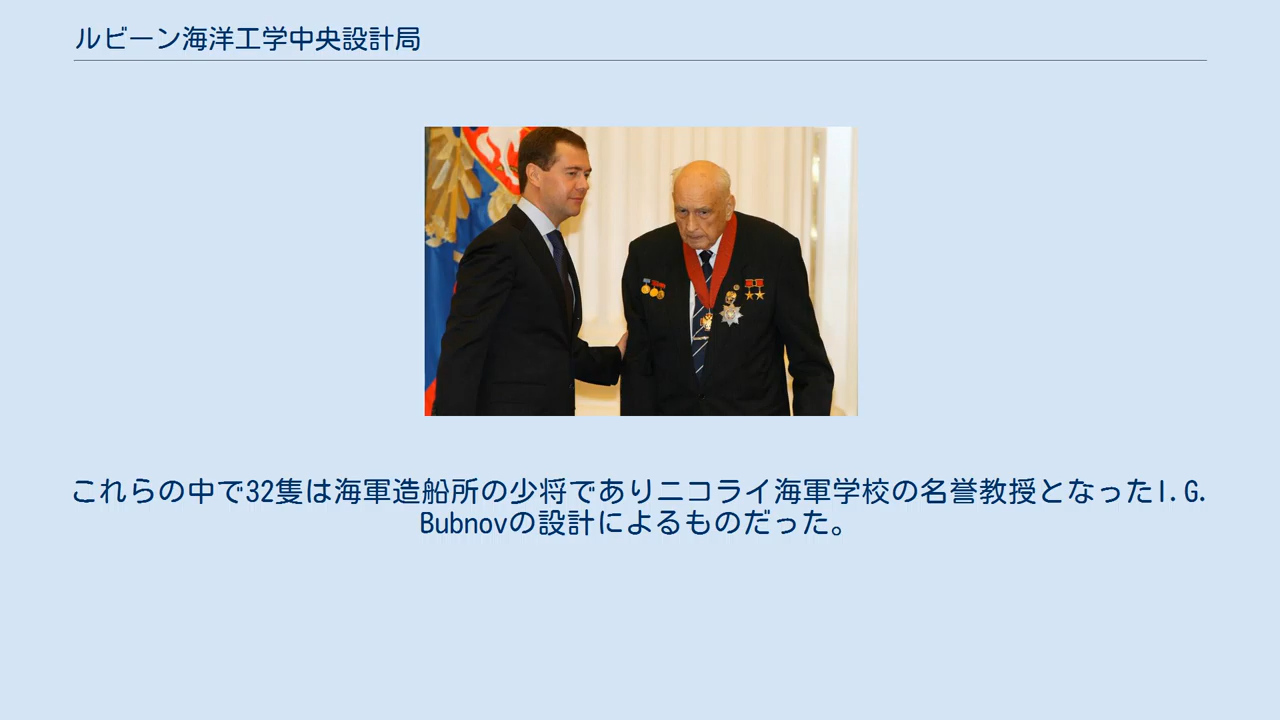 ルビーン海洋工学中央設計局
これらの中で32隻は海軍造船所の少将でありニコライ海軍学校の名誉教授となったI.G.
Bubnovの設計によるものだった。